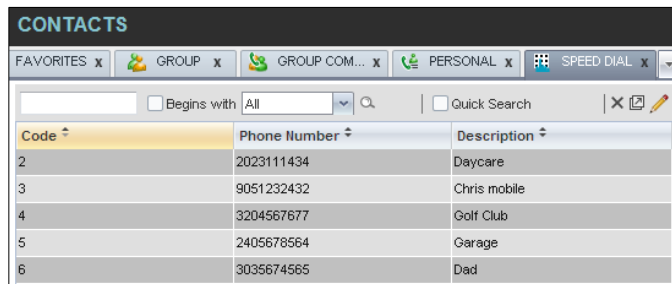 CONTACTS
FAVORITES x GROUP x GROUP COM... x PERSONAL x SPEED DIAL x
Begins with All Quick Search
Code Phone Number Description
2 2023111434 Daycare
3 9051232432 Chris mobile
4 3204567677 Golf Club
5 2405678564 Garage
6 3035674565 Dad